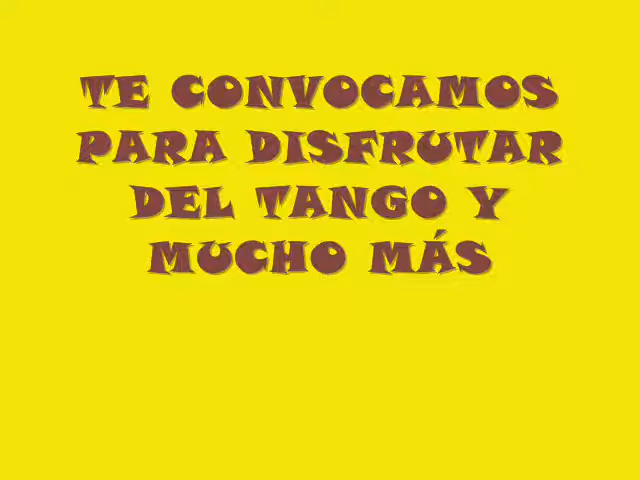 TE CONVOCAMOS
PARA DISFRUTAR
DEL TANGO Y
MUCHO MÁS